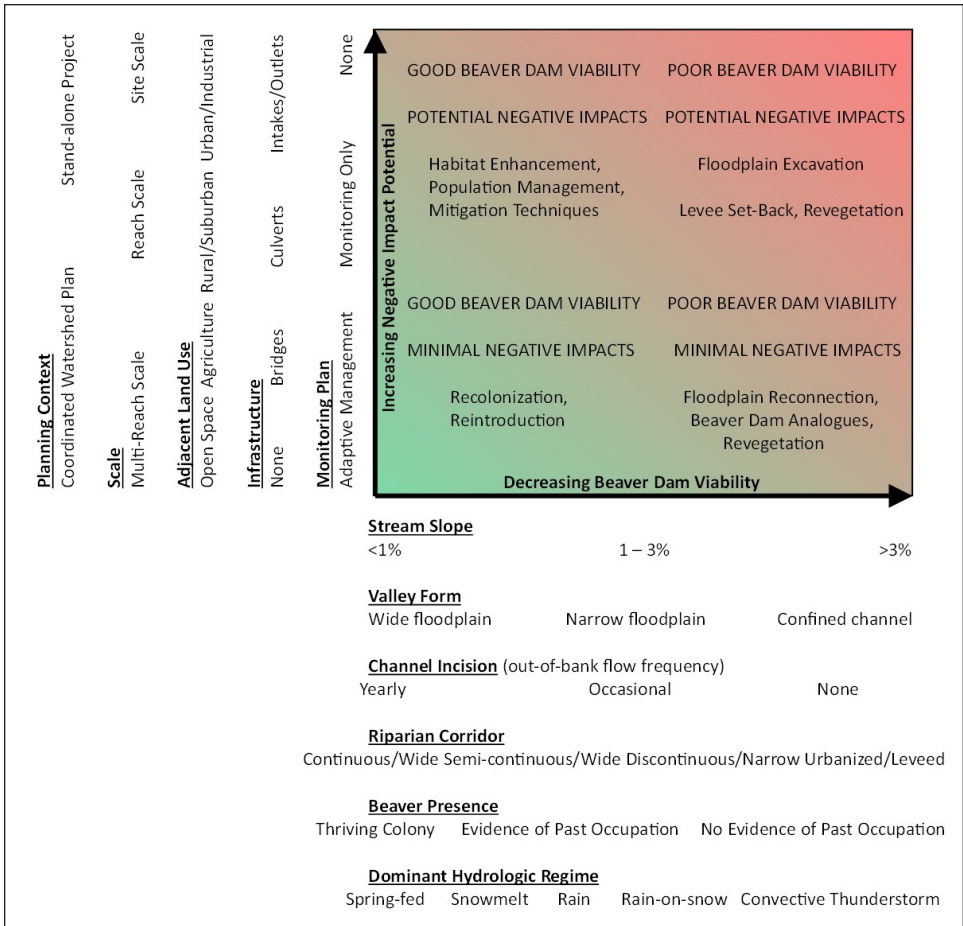 Planning Context
Coordinated Watershed Plan Stand-alone Project
Scale
Multi-Reach Scale Reach Scale Site Scale
Adjacent Land Use
Open Space Agriculture Rural/Suburban Urban/Industrial
Infrastructure
None Bridges Culverts Intakes/Outlets
Monitoring Plan
Adaptive Management Monitoring Only None
Increasing Negative Impact Potential
GOOD BEAVER DAM VIABILITY
POTENTIAL NEGATIVE IMPACTS
Habitat Enhancement,
Population Management,
Mitigation Techniques
POOR BEAVER DAM VIABILITY
POTENTIAL NEGATIVE IMPACTS
Floodplain Excavation
Levee Set-Back, Revegetation
GOOD BEAVER DAM VIABILITY
MINIMAL NEGATIVE IMPACTS
Recolonization,
Reintroduction
POOR BEAVER DAM VIABILITY
MINIMAL NEGATIVE IMPACTS
Floodplain Reconnection,
Beaver Dam Analogues,
Revegetation
Decreasing Beaver Dam Viability
Stream Slope
<1% 1 – 3% >3%
Valley Form
Wide floodplain Narrow floodplain Confined channel
Channel Incision (out-of-bank flow frequency)
Yearly Occasional None
Riparian Corridor
Continuous/Wide Semi-continuous/Wide Discontinuous/Narrow Urbanized/Leveed
Beaver Presence
Thriving Colony Evidence of Past Occupation No Evidence of Past Occupation
Dominant Hydrologic Regime
Spring-fed Snowmelt Rain Rain-on-snow Convective Thunderstorm